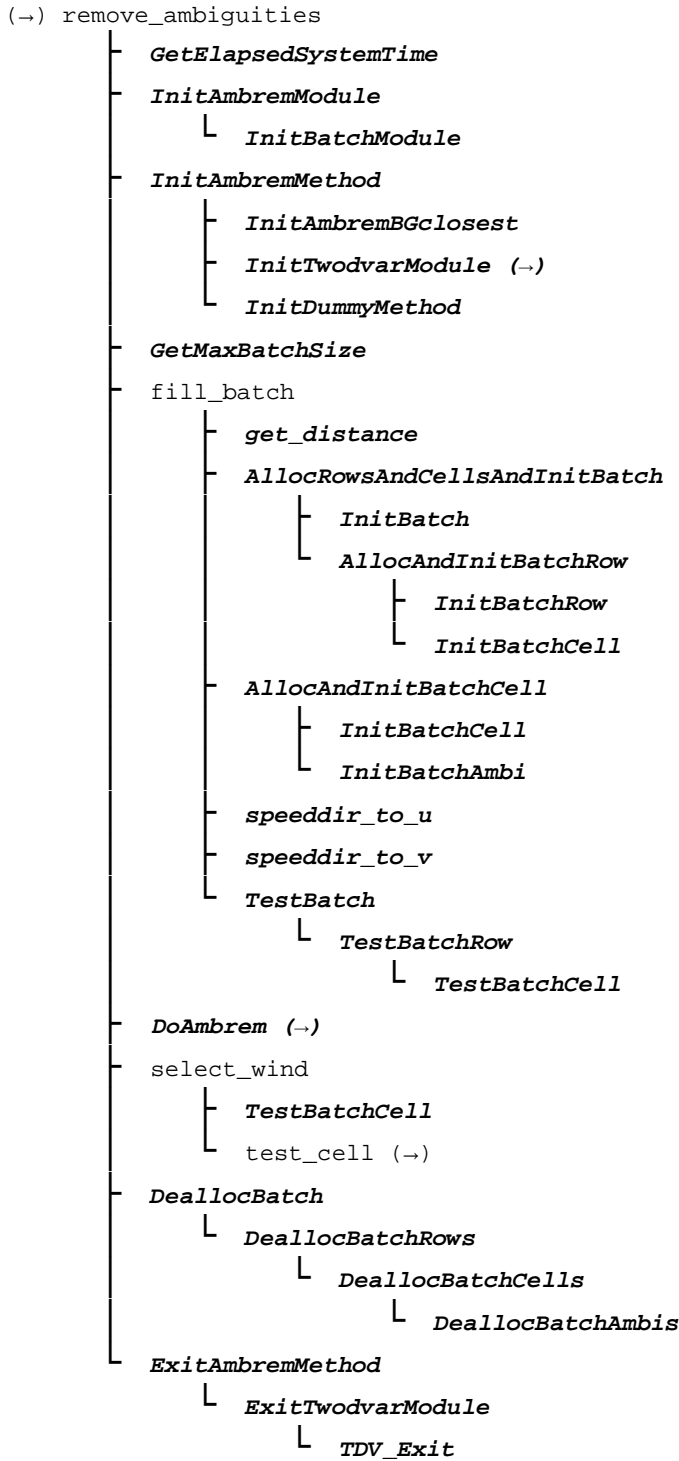 (→) remove_ambiguities
GetElapsedSystemTime
InitAmbremModule
InitBatchModule
InitAmbremMethod
InitAmbremBGclosest
InitTwodvarModule (→)
InitDummyMethod
GetMaxBatchSize
fill_batch
get_distance
AllocRowsAndCellsAndInitBatch
InitBatch
AllocAndInitBatchRow
InitBatchRow
InitBatchCell
AllocAndInitBatchCell
InitBatchCell
InitBatchAmbi
speeddir_to_u
speeddir_to_v
TestBatch
TestBatchRow
TestBatchCell
DoAmbrem (→)
select_wind
TestBatchCell
test_cell (→)
DeallocBatch
DeallocBatchRows
DeallocBatchCells
DeallocBatchAmbis
ExitAmbremMethod
ExitTwodvarModule
TDV_Exit